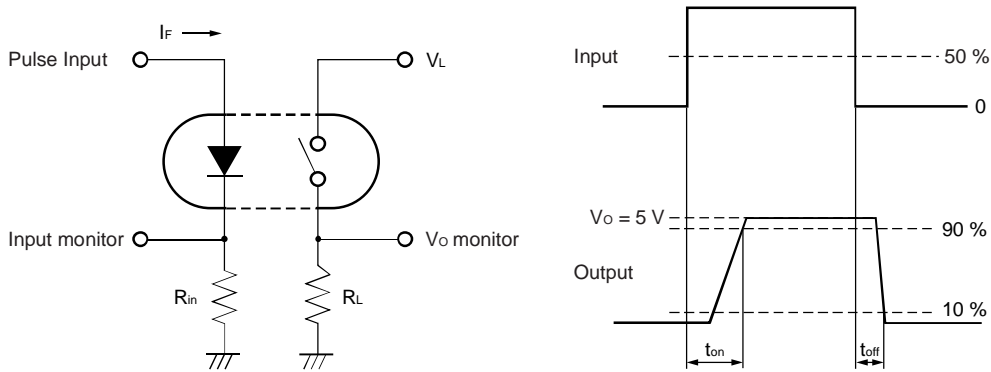 IF
Pulse Input
VL
Input monitor
VO monitor
Rin
RL
Input
50 %
0
VO = 5 V
90 %
Output
10 %
ton
toff